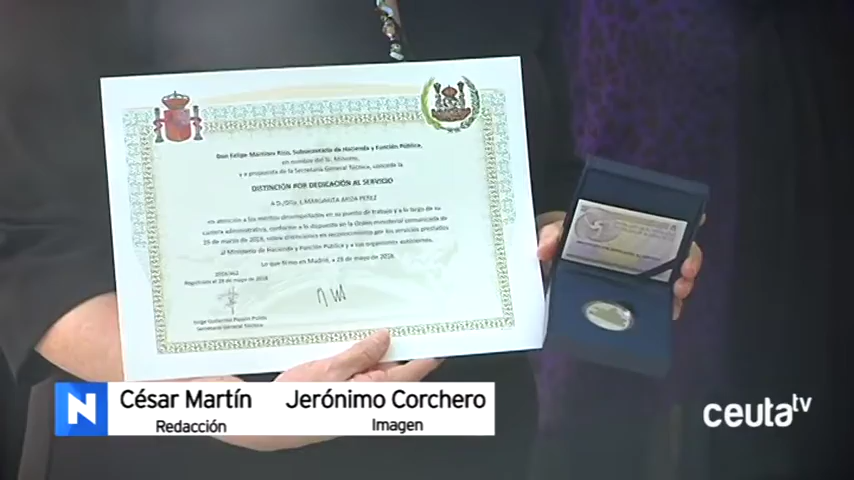 Don Felipe Martínez Rico, Subsecretario de Hacienda y Función Pública,
en nombre del Sr. Ministro,
y a propuesta de la Secretaría General Técnica, concede la
DISTINCIÓN POR DEDICACIÓN AL SERVICIO
A D./Dña.
en atención a los méritos desempeñados en su puesto de trabajo y a lo largo de su
carrera administrativa, conforme a lo dispuesto en la Orden ministerial comunicada de
de marzo de 2018, sobre distinciones en reconocimiento por los servicios prestados
al Ministerio de Hacienda y Función Pública y a sus organismos autónomos.
Lo que firmo en Madrid, a 25 de mayo de 2018.
Registrado el de mayo de 2018
Secretario General Técnico
N
César Martín
Redacción
Jerónimo Corchero
Imagen
ceuta tv